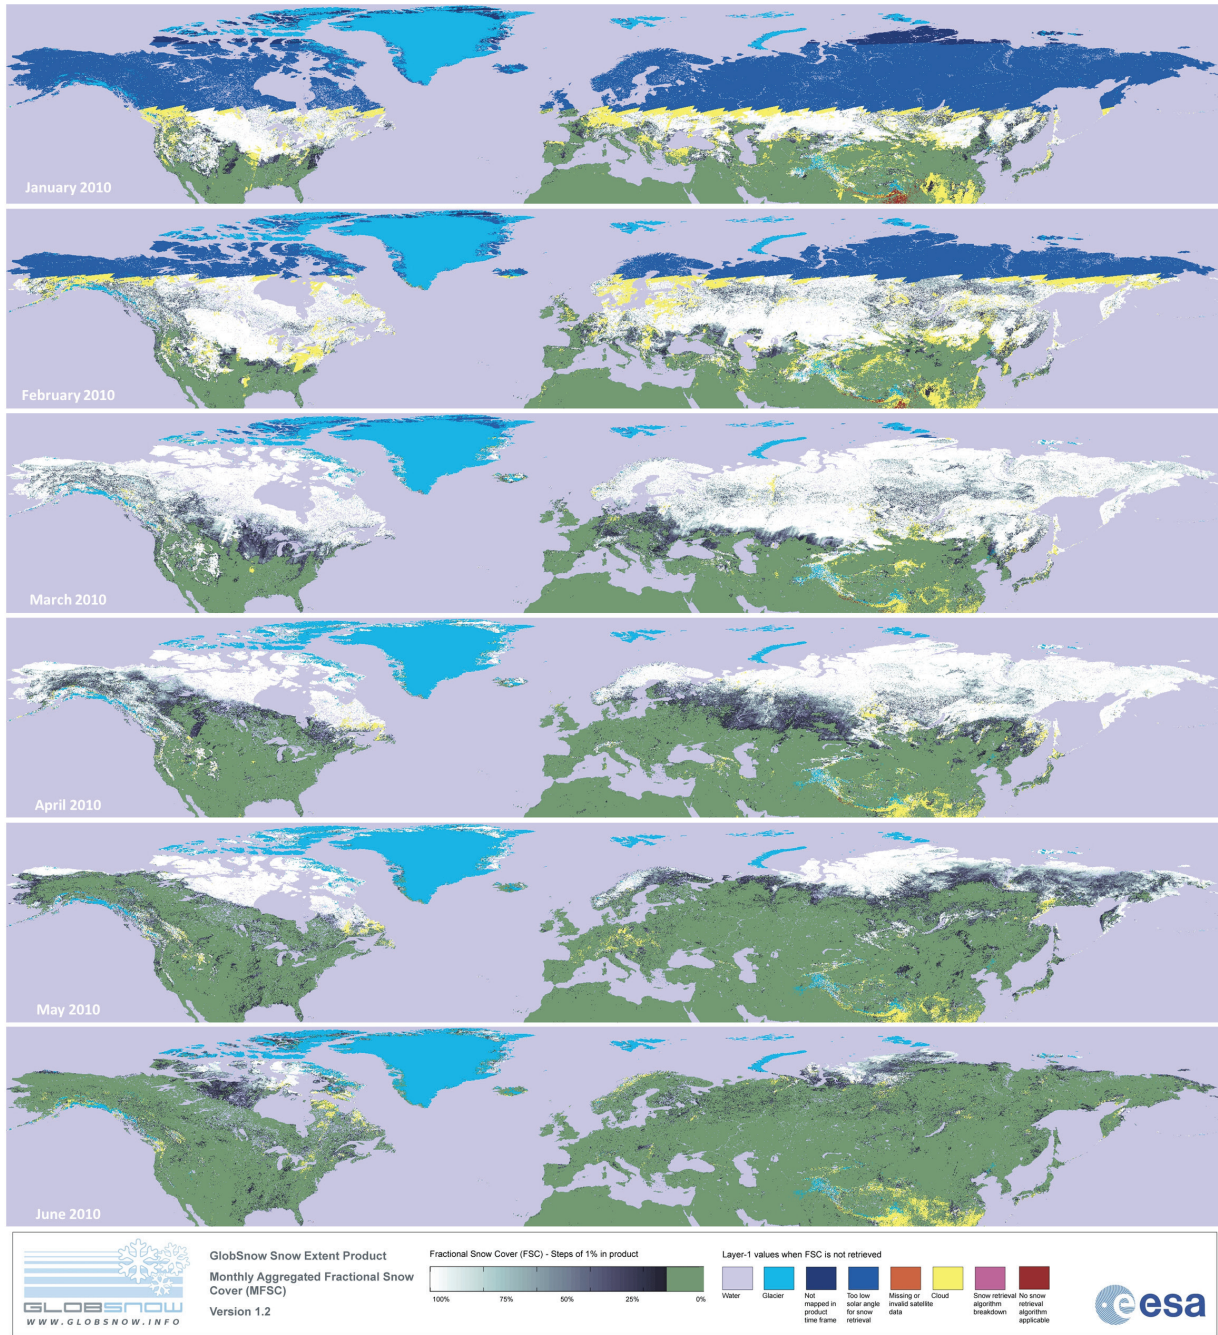 January 2010
February 2010
March 2010
April 2010
May 2010
June 2010
GLOBSNOW
WWW.GLOBSNOW.INFO
GlobSnow Snow Extent Product
Monthly Aggregated Fractional Snow
Cover (MFSC)
Version 1.2
Fractional Snow Cover (FSC) - Steps of 1% in product
100%
75%
50%
25%
0%
Layer-1 values when FSC is not retrieved
Water
Glacier
Not
mapped in
product
time frame
Too low
solar angle
for snow
retrieval
Missing or
invalid satellite
data
Cloud
Snow retrieval
algorithm
breakdown
No snow
retrieval
algorithm
applicable
esa